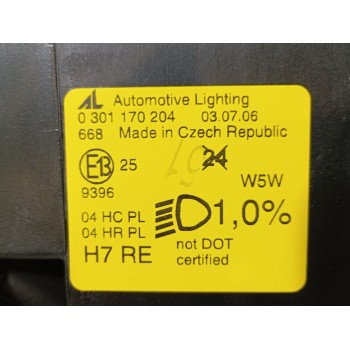 AL Automotive Lighting
0 301 170 204 03.07.06
668 Made in Czech Republic
E13 25 24
9396 W5W
04 HC PL 1,0%
04 HR PL
H7 RE not DOT
certified